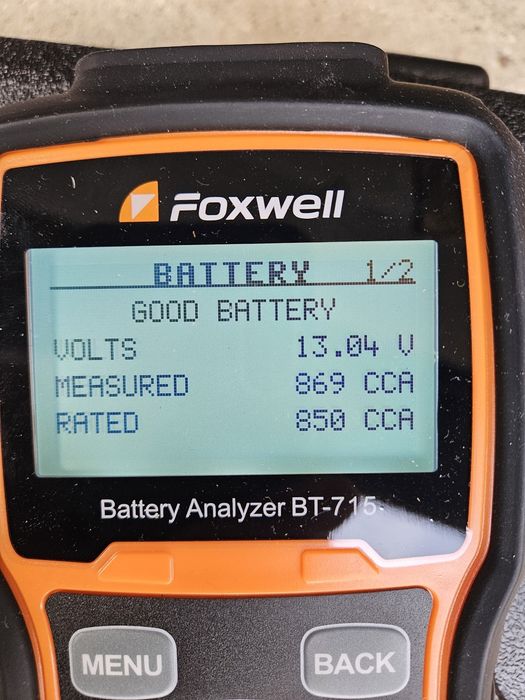 FOXWELL
BATTERY 1/2
GOOD BATTERY
VOLTS 13.04 V
MEASURED 869 CCA
RATED 850 CCA
Battery Analyzer BT-715
MENU BACK